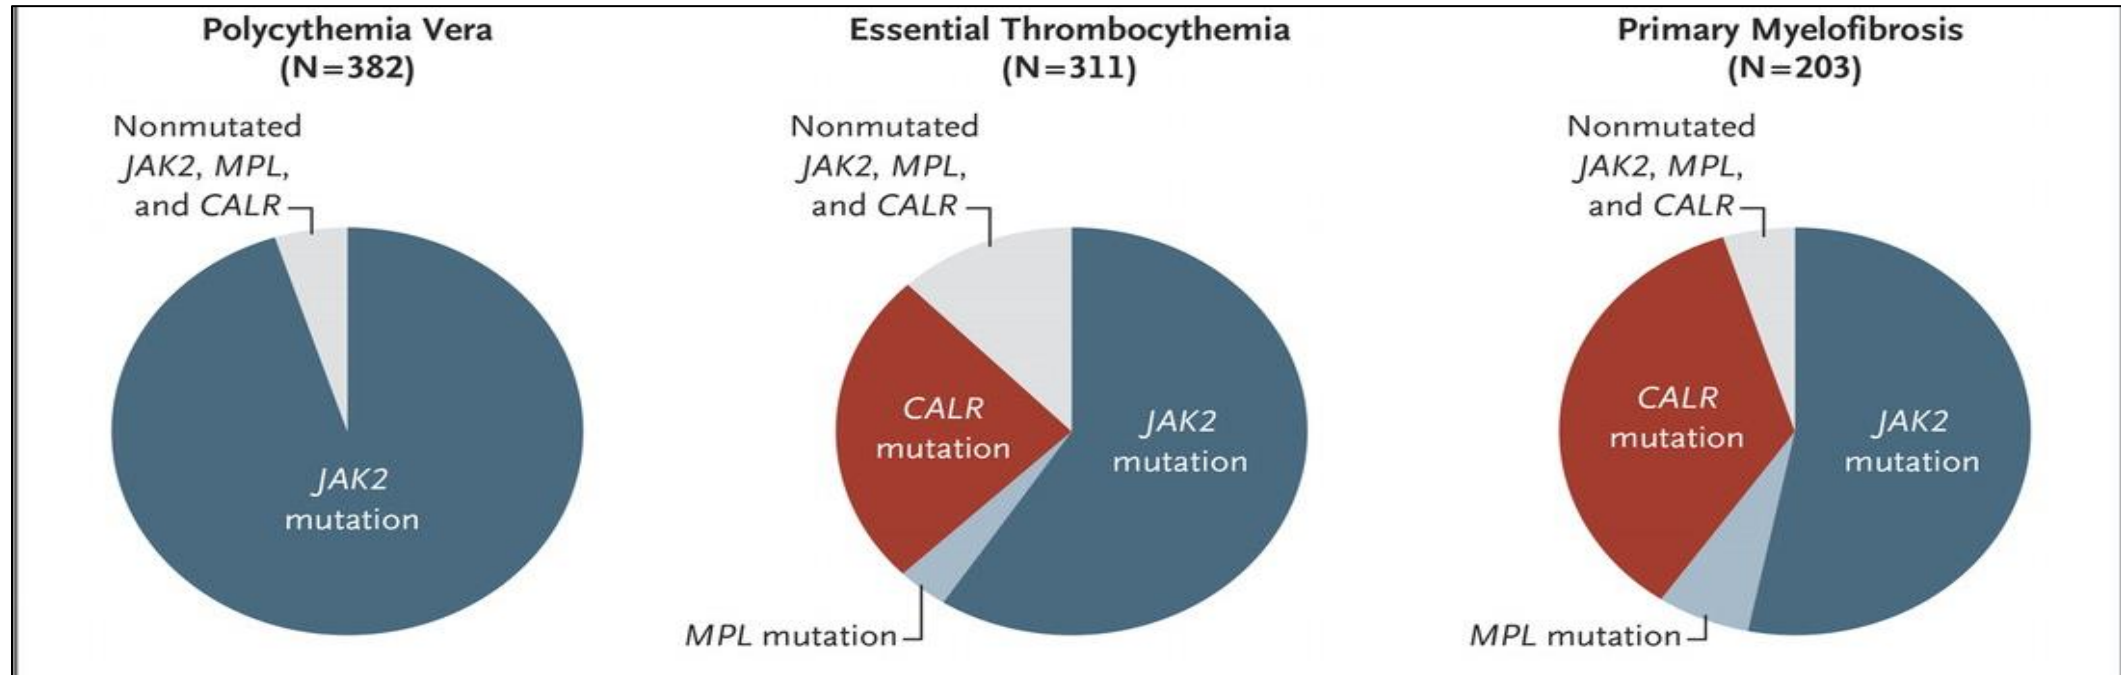 Polycythemia Vera
(N=382)
Nonmutated
JAK2, MPL,
and CALR
JAK2
mutation
Essential Thrombocythemia
(N=311)
Nonmutated
JAK2, MPL,
and CALR
CALR
mutation
JAK2
mutation
MPL mutation
Primary Myelofibrosis
(N=203)
Nonmutated
JAK2, MPL,
and CALR
CALR
mutation
JAK2
mutation
MPL mutation